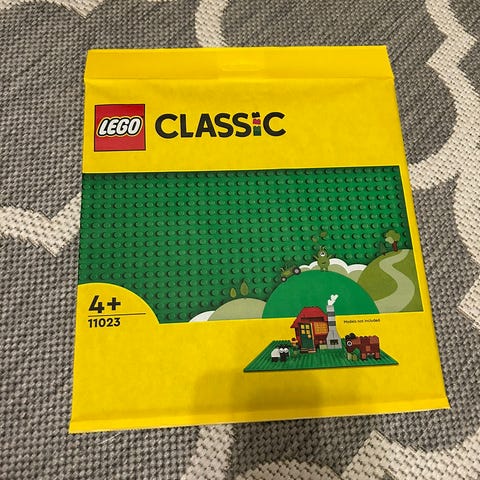 LEGO CLASSIC
4+
11023
Models not included